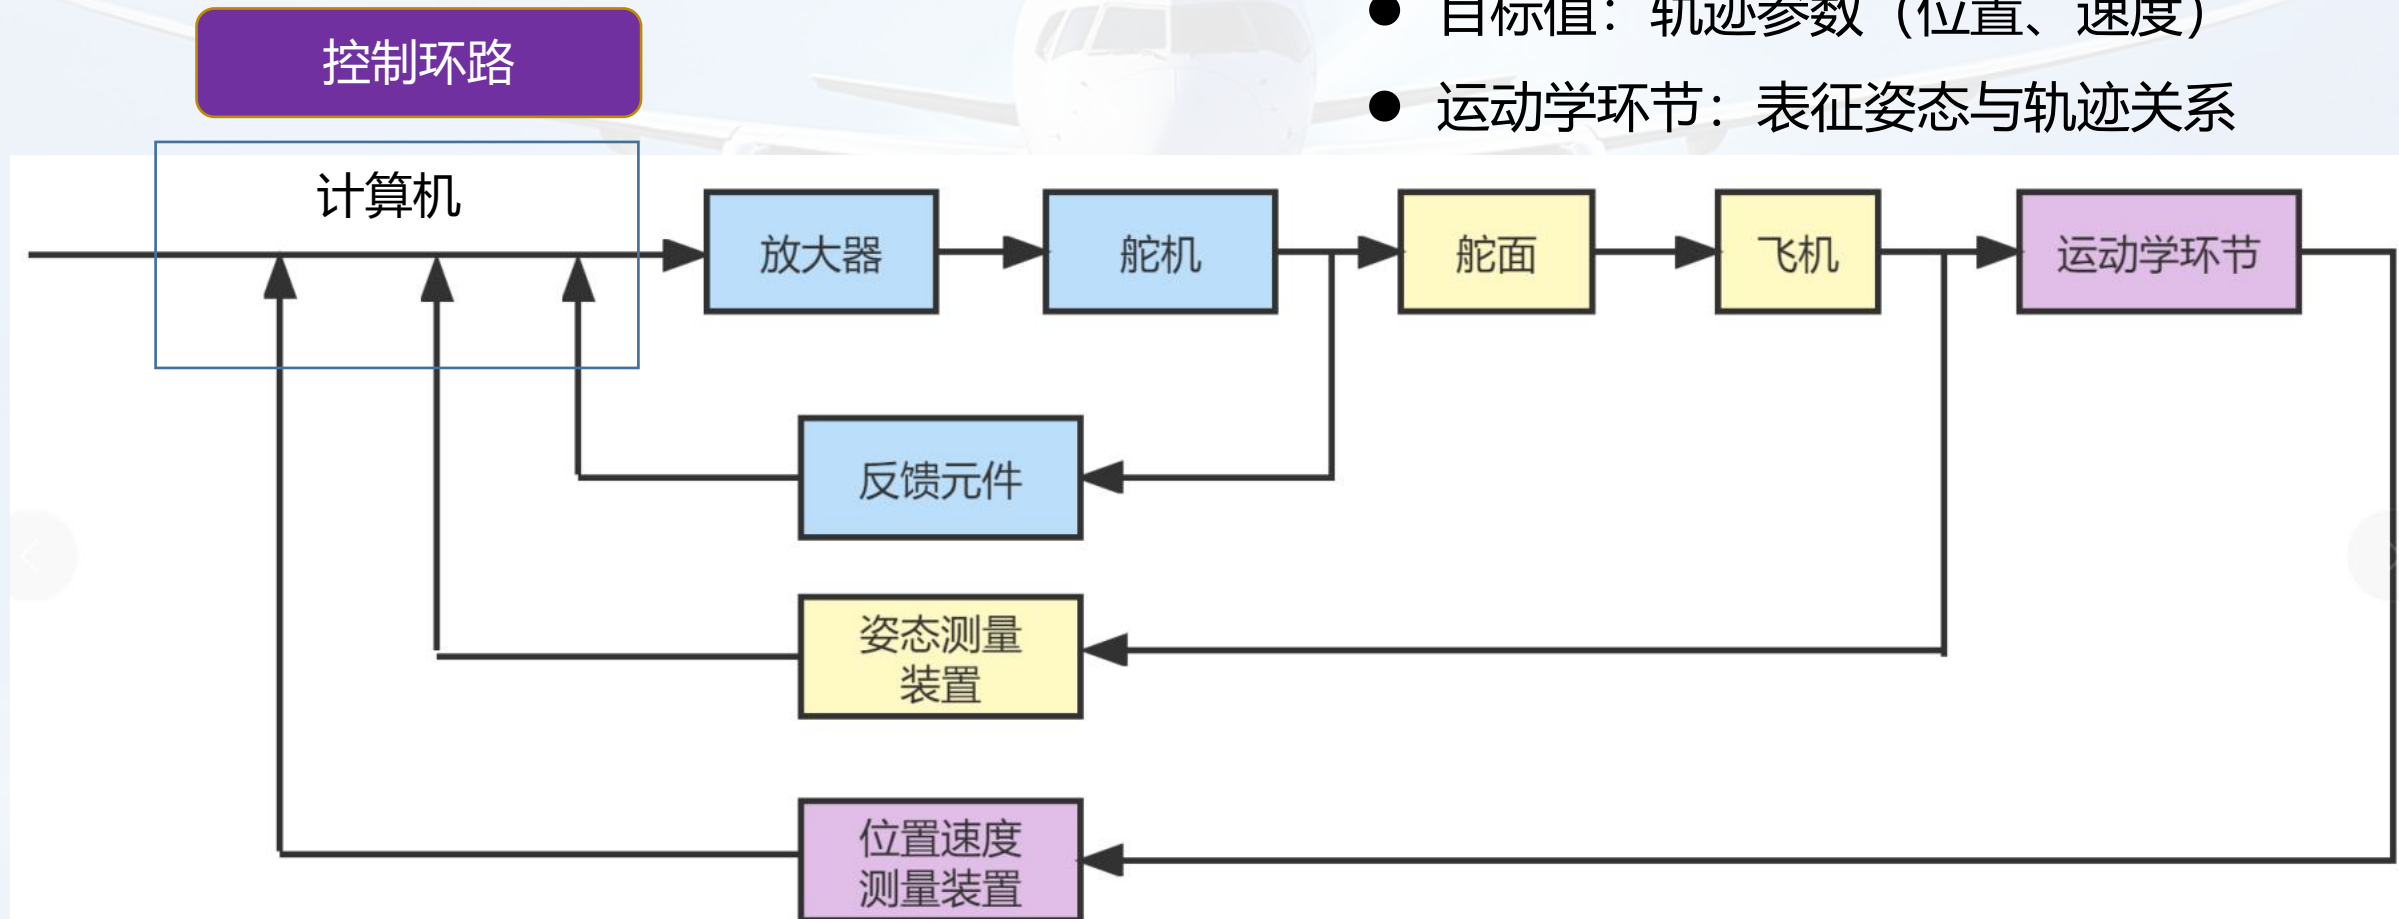 控制环路
● 目标值：轨迹参数（位置、速度）
● 运动学环节：表征姿态与轨迹关系
计算机
放大器
舵机
舵面
飞机
运动学环节
反馈元件
姿态测量
装置
位置速度
测量装置